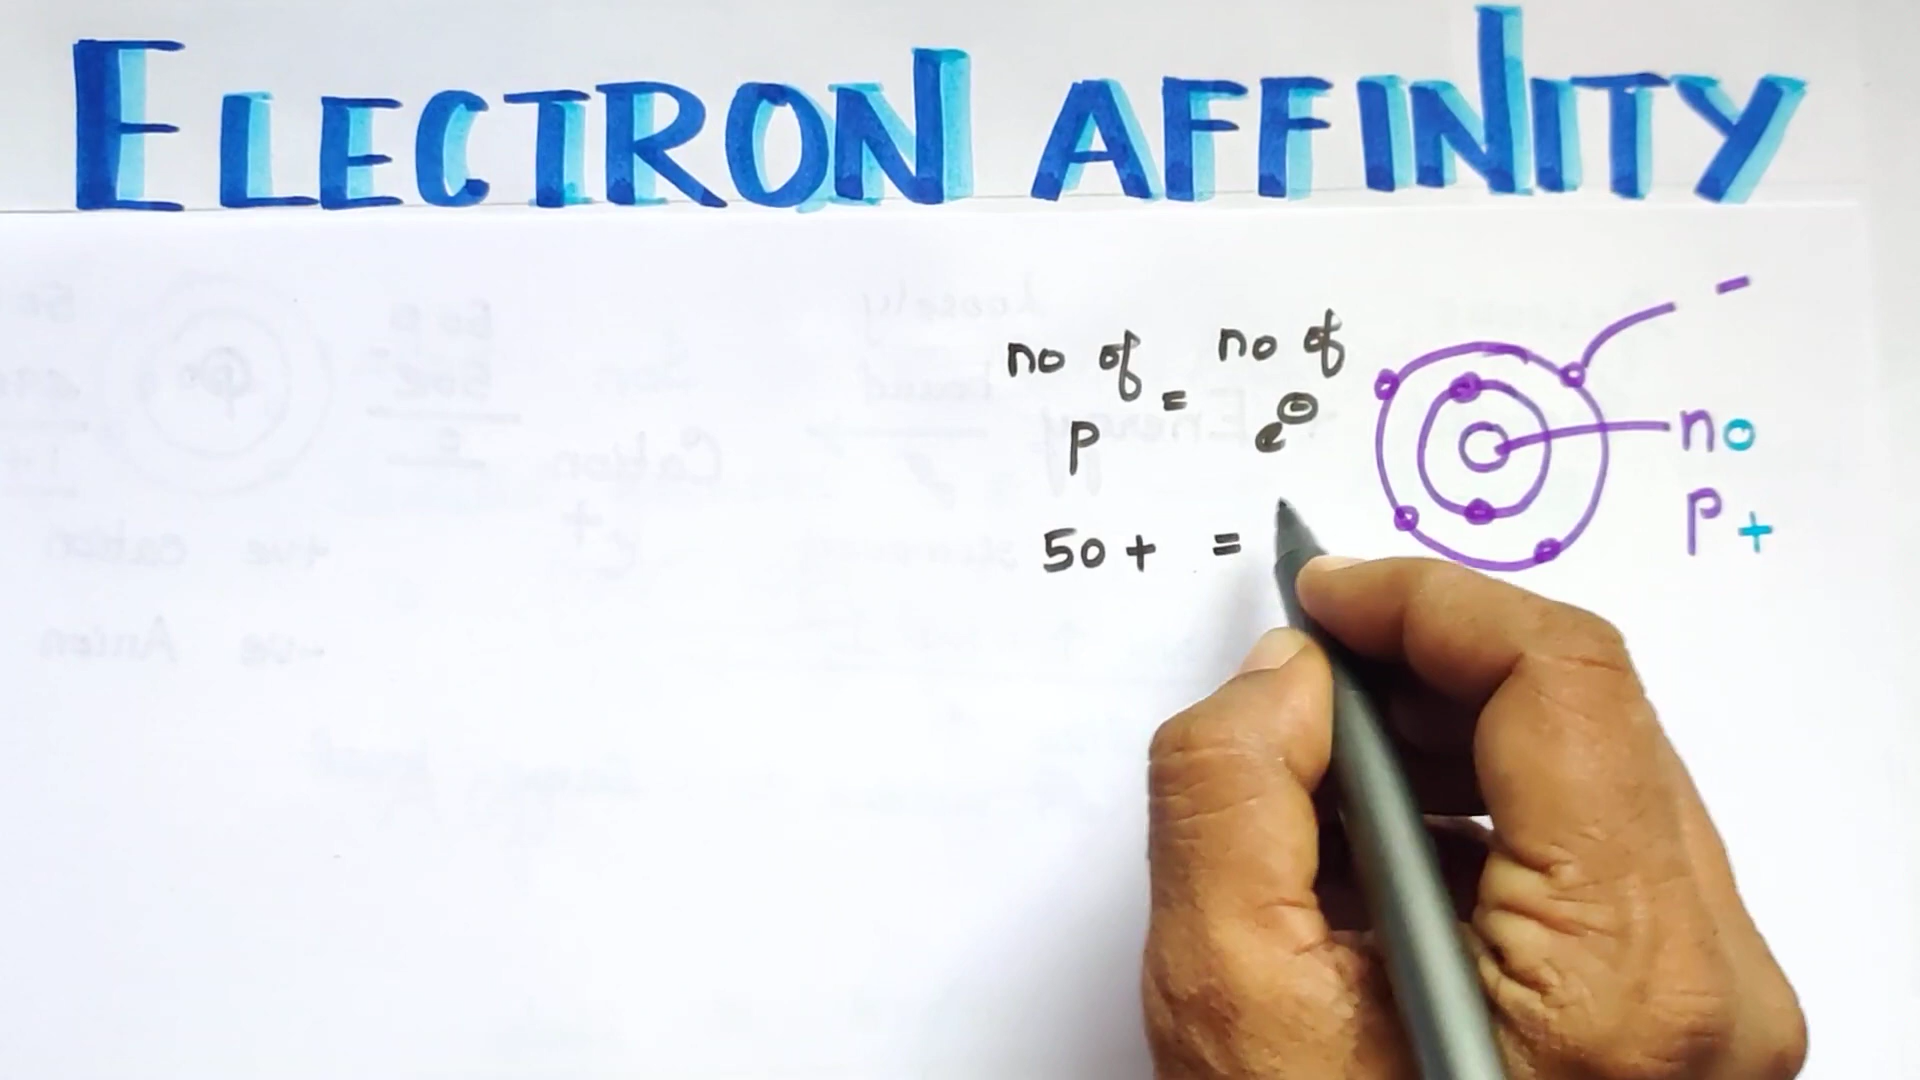 ELECTRON AFFINITY
no of = no of
p e⊖
50 + =
-
no
p +